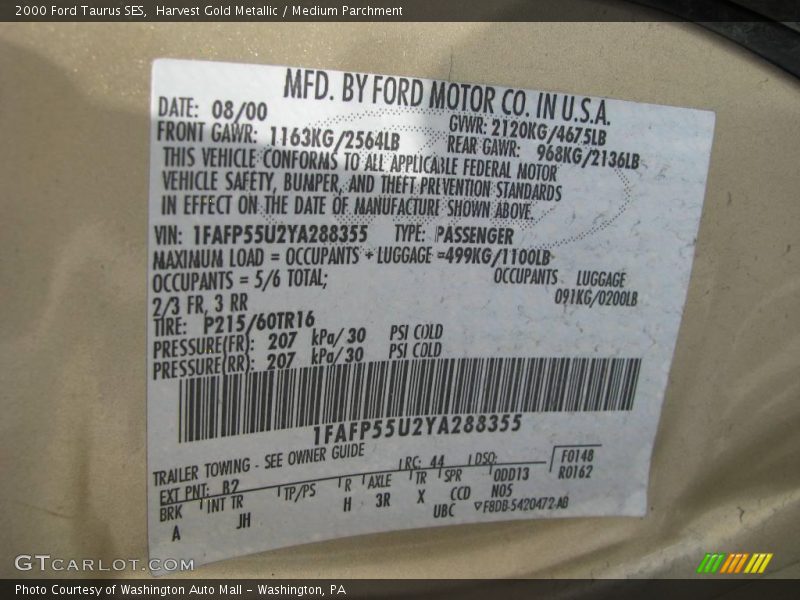 2000 Ford Taurus SES,  Harvest Gold Metallic / Medium Parchment
MFD. BY FORD MOTOR CO. IN U.S.A.
DATE: 08/00 GVWR: 2120KG/4675LB
FRONT GAWR: 1163KG/2564LB REAR GAWR: 968KG/2136LB
THIS VEHICLE CONFORMS TO ALL APPLICABLE FEDERAL MOTOR
VEHICLE SAFETY, BUMPER, AND THEFT PREVENTION STANDARDS
IN EFFECT ON THE DATE OF MANUFACTURE SHOWN ABOVE.
VIN: 1FAFP55U2YA288355 TYPE: PASSENGER
MAXIMUM LOAD = OCCUPANTS + LUGGAGE =499KG/1100LB
OCCUPANTS = 5/6 TOTAL; OCCUPANTS LUGGAGE
2/3 FR, 3 RR 091KG/0200LB
TIRE: P215/60TR16
PRESSURE(FR): 207 kPa/30 PSI COLD
PRESSURE(RR): 207 kPa/30 PSI COLD
1FAFP55U2YA288355
TRAILER TOWING - SEE OWNER GUIDE
EXT PNT: B2 RC: 44 DSO: F0148
BRK INT TR TP/PS R AXLE TR SPR 0DD13 R0162
A JH H 3R X CCD N05
UBC ▽F8DB-5420472-AB
GTCARLOT.COM
Photo Courtesy of Washington Auto Mall - Washington, PA